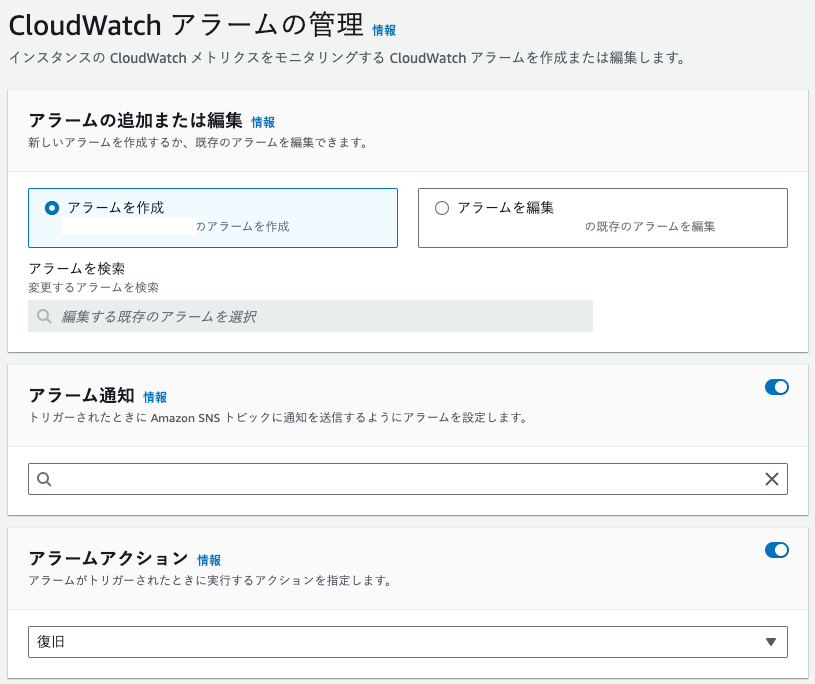 CloudWatch アラームの管理 情報
インスタンスの CloudWatch メトリクスをモニタリングする CloudWatch アラームを作成または編集します。
アラームの追加または編集 情報
新しいアラームを作成するか、既存のアラームを編集できます。
アラームを作成
のアラームを作成
アラームを編集
の既存のアラームを編集
アラームを検索
変更するアラームを検索
編集する既存のアラームを選択
アラーム通知 情報
トリガーされたときに Amazon SNS トピックに通知を送信するようにアラームを設定します。
アラームアクション 情報
アラームがトリガーされたときに実行するアクションを指定します。
復旧